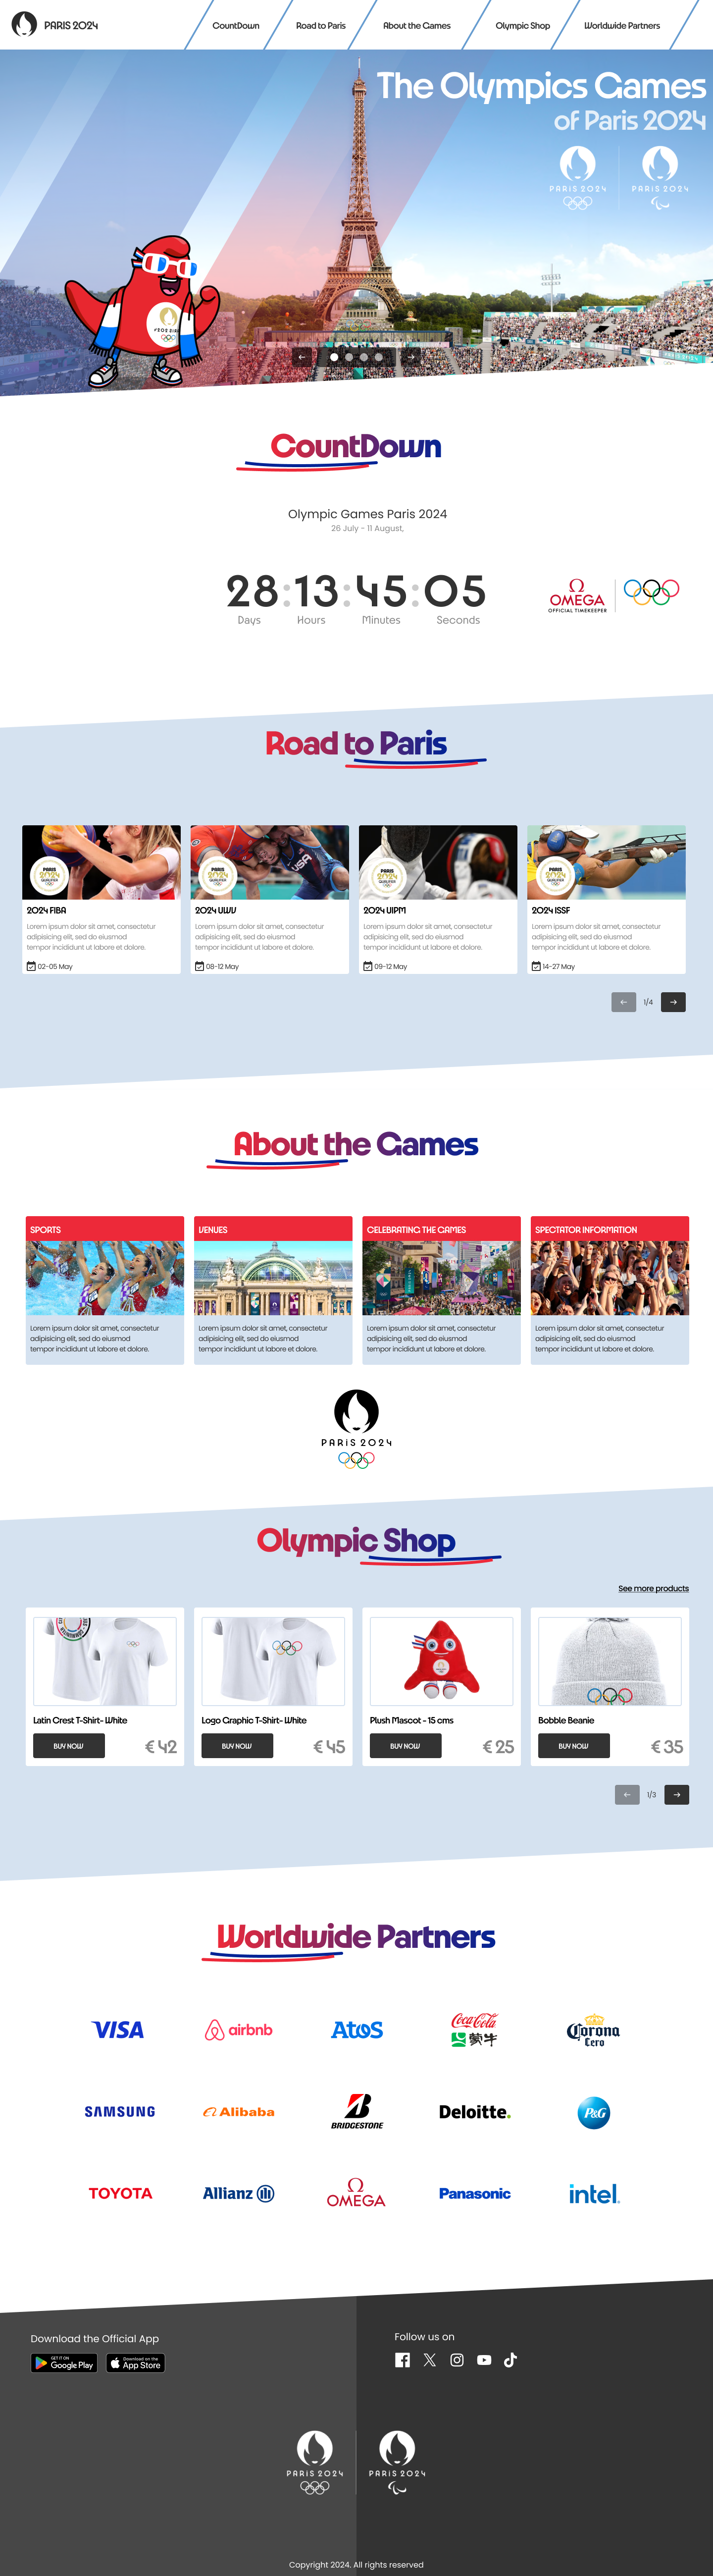 PARIS 2024
CountDown
Road to Paris
About the Games
Olympic Shop
Worldwide Partners
The Olympics Games
of Paris 2024
PARIS 2024
PARIS 2024
CountDown
Olympic Games Paris 2024
26 July - 11 August,
28:13:45:05
Days
Hours
Minutes
Seconds
OMEGA
OFFICIAL TIMEKEEPER
Road to Paris
PARIS
2024
PARIS
2024
USA
PARIS
2024
PARIS
2024
2024 FIBA
Lorem ipsum dolor sit amet, consectetur
adipisicing elit, sed do eiusmod
tempor incididunt ut labore et dolore.
02-05 May
2024 UWW
Lorem ipsum dolor sit amet, consectetur
adipisicing elit, sed do eiusmod
tempor incididunt ut labore et dolore.
08-12 May
2024 UIPM
Lorem ipsum dolor sit amet, consectetur
adipisicing elit, sed do eiusmod
tempor incididunt ut labore et dolore.
09-12 May
2024 ISSF
Lorem ipsum dolor sit amet, consectetur
adipisicing elit, sed do eiusmod
tempor incididunt ut labore et dolore.
14-27 May
1/4
About the Games
SPORTS
Lorem ipsum dolor sit amet, consectetur
adipisicing elit, sed do eiusmod
tempor incididunt ut labore et dolore.
VENUES
Lorem ipsum dolor sit amet, consectetur
adipisicing elit, sed do eiusmod
tempor incididunt ut labore et dolore.
CELEBRATING THE GAMES
Lorem ipsum dolor sit amet, consectetur
adipisicing elit, sed do eiusmod
tempor incididunt ut labore et dolore.
SPECTATOR INFORMATION
Lorem ipsum dolor sit amet, consectetur
adipisicing elit, sed do eiusmod
tempor incididunt ut labore et dolore.
PARIS 2024
Olympic Shop
See more products
Latin Crest T-Shirt- White
BUY NOW
€ 42
Logo Graphic T-Shirt- White
BUY NOW
€ 45
Plush Mascot - 15 cms
BUY NOW
€ 25
Bobble Beanie
BUY NOW
€ 35
1/3
Worldwide Partners
VISA
airbnb
Atos
Coca-Cola
蒙牛
Corona
Cero
SAMSUNG
Alibaba
BRIDGESTONE
Deloitte.
P&G
TOYOTA
Allianz
OMEGA
Panasonic
intel.
Download the Official App
GET IT ON
Google Play
Download on the
App Store
Follow us on
PARIS 2024
PARIS 2024
Copyright 2024. All rights reserved